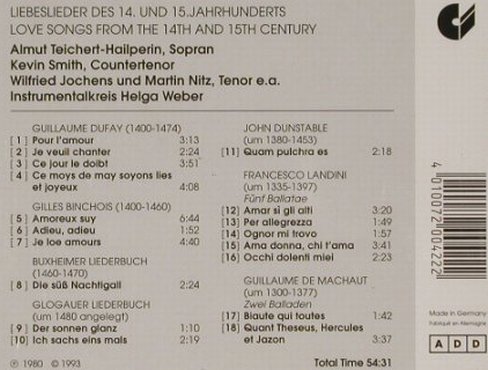 LIEBESLIEDER DES 14. UND 15. JAHRHUNDERTS
LOVE SONGS FROM THE 14TH AND 15TH CENTURY
Almut Teichert-Hailperin, Sopran
Kevin Smith, Countertenor
Wilfried Jochens und Martin Nitz, Tenor e.a.
Instrumentalkreis Helga Weber
GUILLAUME DUFAY (1400-1474)
[ 1 ] Pour l'amour 3:13
[ 2 ] Je veuil chanter 2:24
[ 3 ] Ce jour le doibt 3:51
[ 4 ] Ce moys de may soyons lies
et joyeux 4:08
GILLES BINCHOIS (1400-1460)
[ 5 ] Amoreux suy 6:44
[ 6 ] Adieu, adieu 1:52
[ 7 ] Je loe amours 4:40
BUXHEIMER LIEDERBUCH
(1460-1470)
[ 8 ] Die süß Nachtigall 2:24
GLOGAUER LIEDERBUCH
(um 1480 angelegt)
[ 9 ] Der sonnen glanz 1:10
[10] Ich sachs eins mals 2:19
JOHN DUNSTABLE
(um 1380-1453)
[11] Quam pulchra es 2:18
FRANCESCO LANDINI
(um 1335-1397)
Fünf Ballatae
[12] Amar sì gli alti 3:20
[13] Per allegrezza 1:49
[14] Ognor mi trovo 1:57
[15] Ama donna, chi t'ama 3:41
[16] Occhi dolenti miei 2:23
GUILLAUME DE MACHAUT
(um 1300-1377)
Zwei Balladen
[17] Biaute qui toutes 1:42
[18] Quant Theseus, Hercules
et Jazon 3:37
℗ 1980 © 1993
Total Time 54:31
4 010072 004222
Made in Germany
Fabriqué en Allemagne
A D D